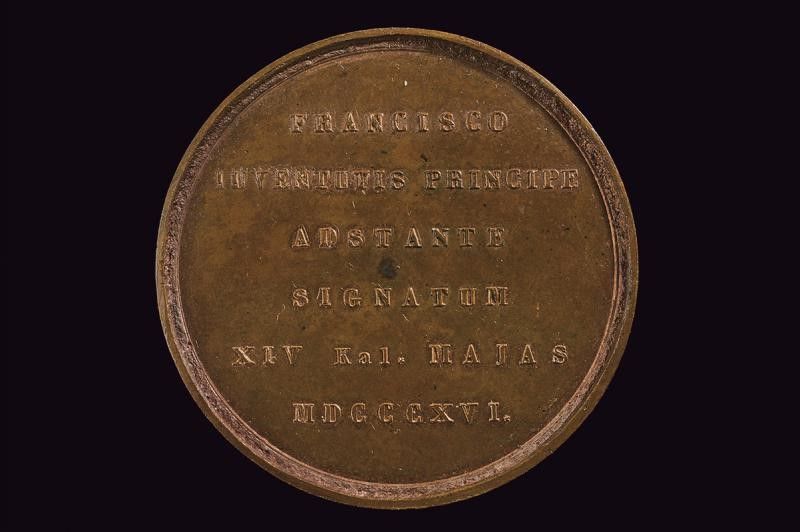 FRANCISCO
IUVENTUTIS PRINCIPE
ADSTANTE
SIGNATUM
XIV Kal. MAJAS
MDCCCXVI.